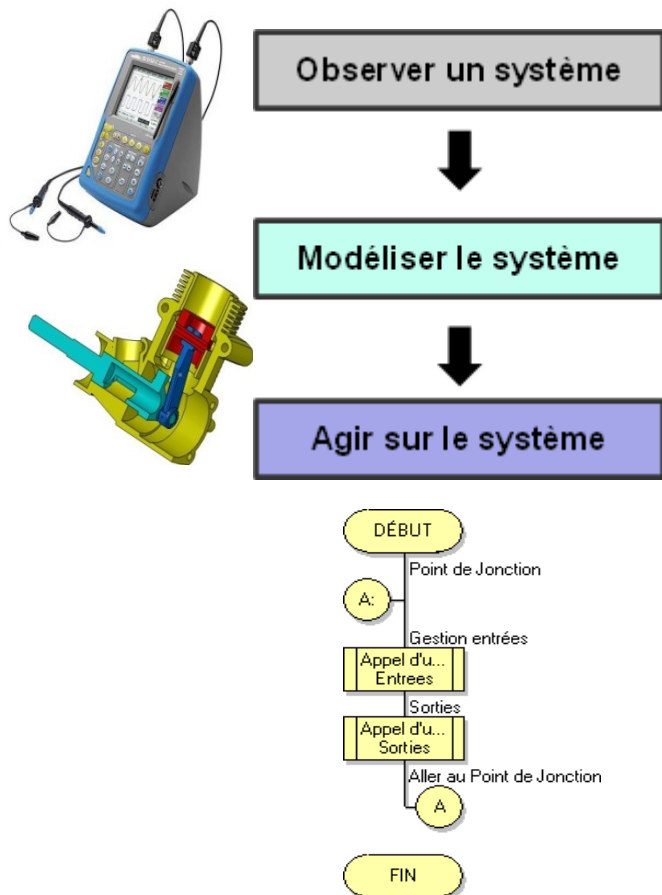 Observer un système
Modéliser le système
Agir sur le système
DÉBUT
Point de Jonction
A:
Gestion entrées
Appel d'u...
Entrees
Sorties
Appel d'u...
Sorties
Aller au Point de Jonction
A
FIN